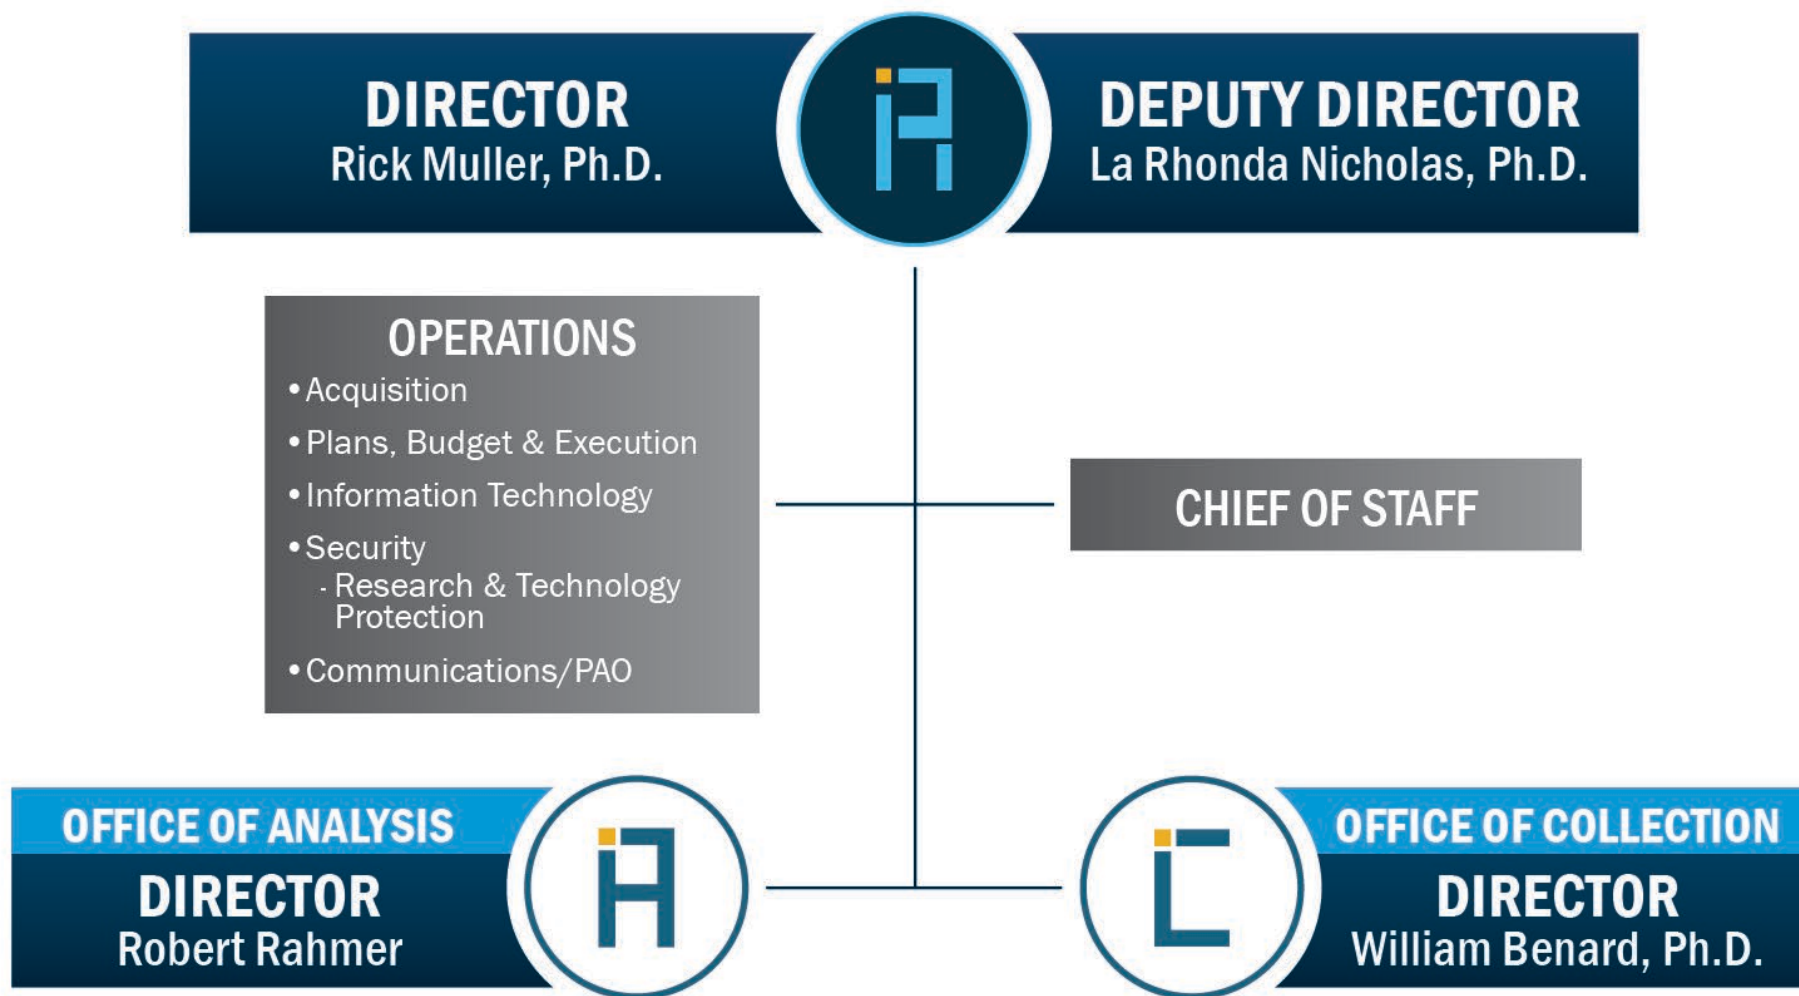 DIRECTOR
Rick Muller, Ph.D.
DEPUTY DIRECTOR
La Rhonda Nicholas, Ph.D.
OPERATIONS
• Acquisition
• Plans, Budget & Execution
• Information Technology
• Security
- Research & Technology
Protection
• Communications/PAO
CHIEF OF STAFF
OFFICE OF ANALYSIS
DIRECTOR
Robert Rahmer
OFFICE OF COLLECTION
DIRECTOR
William Benard, Ph.D.